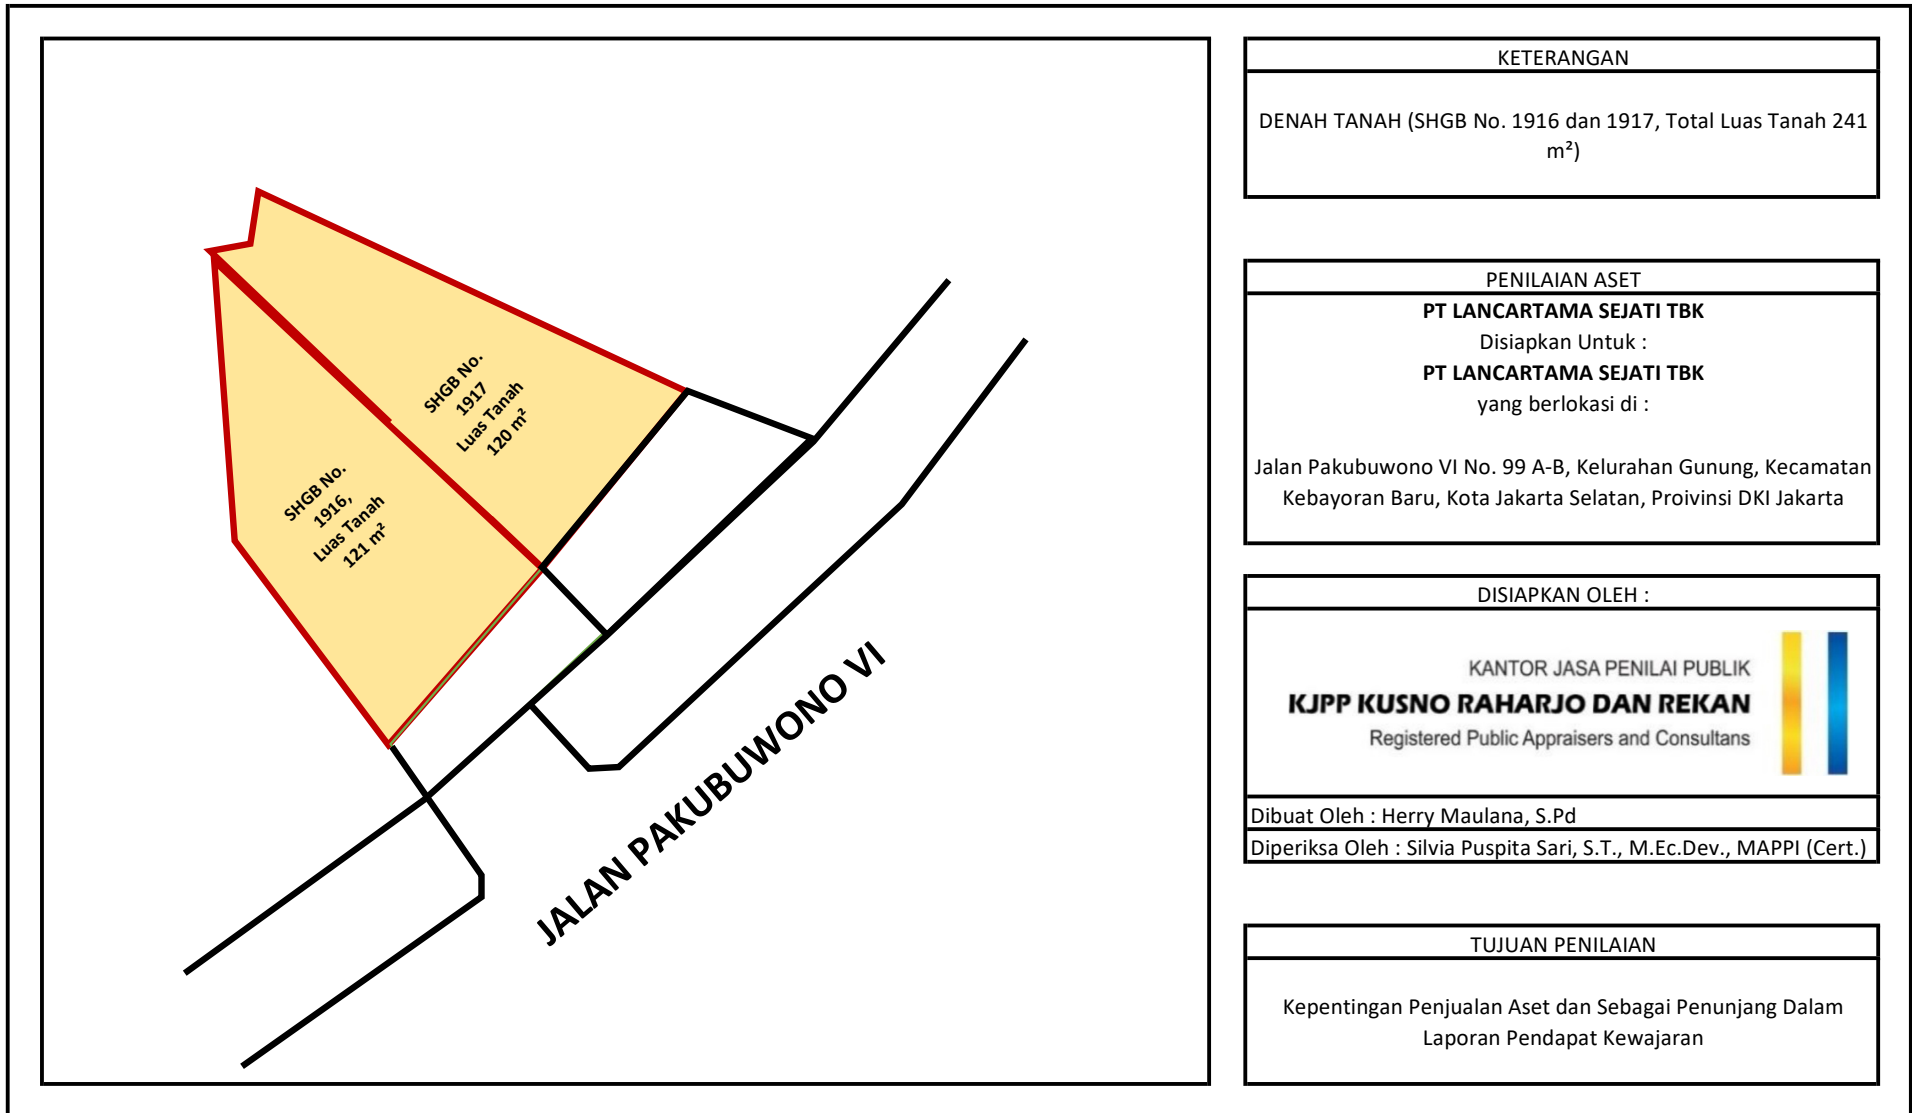 SHGB No.
1917
Luas Tanah
120 m²
SHGB No.
1916,
Luas Tanah
121 m²
JALAN PAKUBUWONO VI
KETERANGAN
DENAH TANAH (SHGB No. 1916 dan 1917, Total Luas Tanah 241
m²)
PENILAIAN ASET
PT LANCARTAMA SEJATI TBK
Disiapkan Untuk :
PT LANCARTAMA SEJATI TBK
yang berlokasi di :
Jalan Pakubuwono VI No. 99 A-B, Kelurahan Gunung, Kecamatan
Kebayoran Baru, Kota Jakarta Selatan, Proivinsi DKI Jakarta
DISIAPKAN OLEH :
KANTOR JASA PENILAI PUBLIK
KJPP KUSNO RAHARJO DAN REKAN
Registered Public Appraisers and Consultans
Dibuat Oleh : Herry Maulana, S.Pd
Diperiksa Oleh : Silvia Puspita Sari, S.T., M.Ec.Dev., MAPPI (Cert.)
TUJUAN PENILAIAN
Kepentingan Penjualan Aset dan Sebagai Penunjang Dalam
Laporan Pendapat Kewajaran